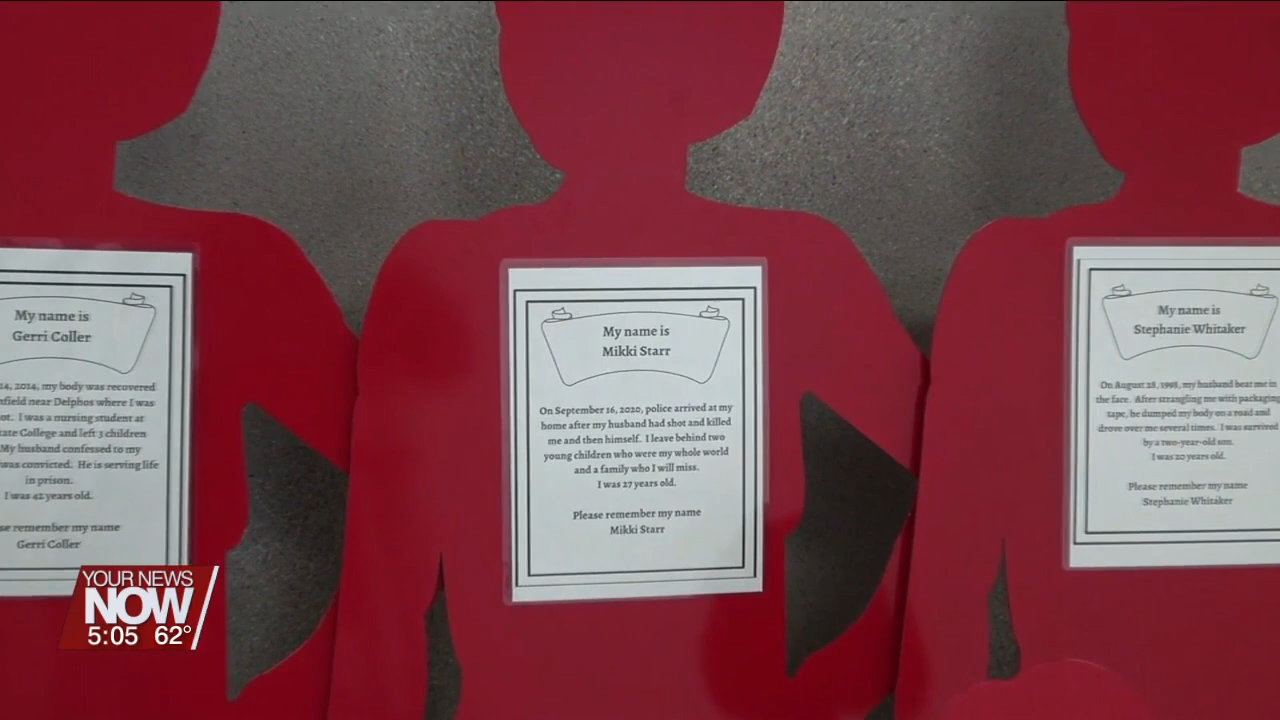 My name is
Gerri Coller
24, 2014, my body was recovered
nfield near Delphos where I was
ot. I was a nursing student at
ate College and left 3 children
My husband confessed to my
was convicted. He is serving life
in prison.
I was 42 years old.
se remember my name
Gerri Coller
My name is
Mikki Starr
On September 16, 2020, police arrived at my
home after my husband had shot and killed
me and then himself. I leave behind two
young children who were my whole world
and a family who I will miss.
I was 27 years old.
Please remember my name
Mikki Starr
My name is
Stephanie Whitaker
On August 28, 1998, my husband beat me in
the face. After strangling me with packaging
tape, he dumped my body on a road and
drove over me several times. I was survived
by a two-year-old son.
I was 20 years old.
Please remember my name
Stephanie Whitaker
YOUR NEWS
NOW
5:05 62°